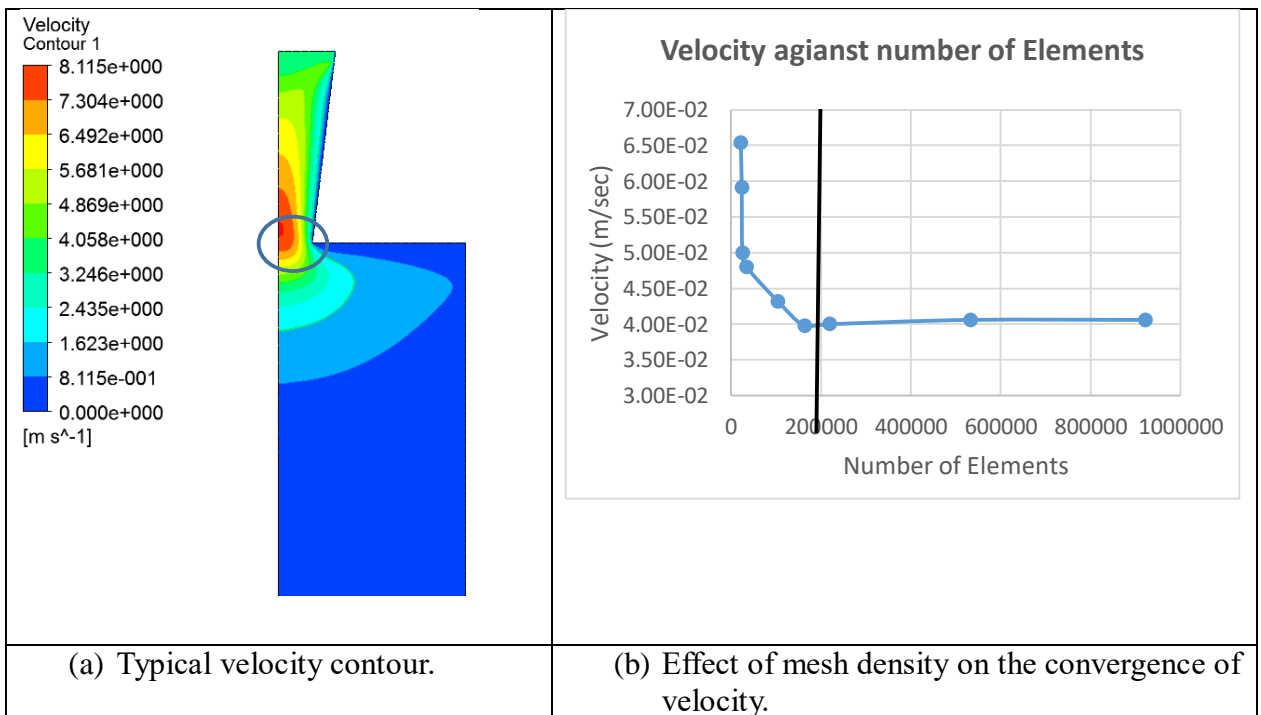 Velocity
Contour 1
8.115e+000
7.304e+000
6.492e+000
5.681e+000
4.869e+000
4.058e+000
3.246e+000
2.435e+000
1.623e+000
8.115e-001
0.000e+000
[m s^-1]
Velocity agianst number of Elements
7.00E-02
6.50E-02
6.00E-02
5.50E-02
5.00E-02
4.50E-02
4.00E-02
3.50E-02
3.00E-02
Velocity (m/sec)
0 200000 400000 600000 800000 1000000
Number of Elements
(a) Typical velocity contour.
(b) Effect of mesh density on the convergence of
velocity.